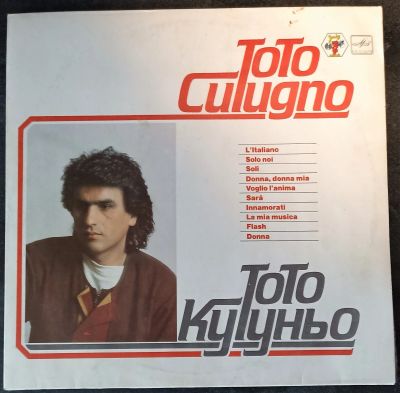 Toto
Cutugno
L'Italiano
Solo noi
Soli
Donna, donna mia
Voglio l'anima
Sarà
Innamorati
La mia musica
Flash
Donna
Тото
Кутуньо